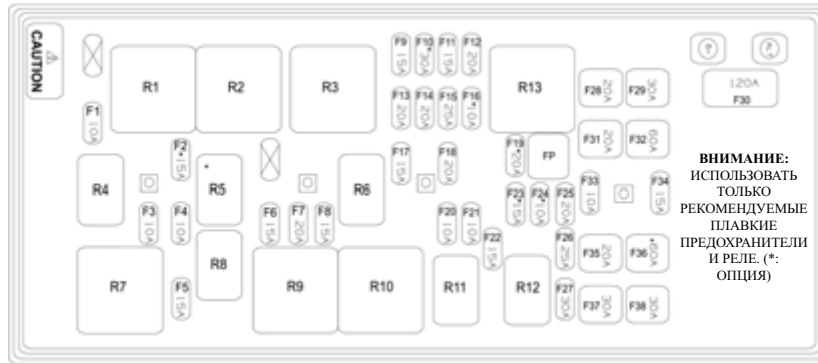 CAUTION
R1
R2
R3
F9 15A
F10 *30A
F11 15A
F12 20A
R13
F28 20A
F29 30A
120A
F30
F1 10A
F13 20A
F14 20A
F15 25A
F16 *10A
F2 *15A
F17 15A
F18 20A
F19 *20A
FP
F31 20A
F32 60A
ВНИМАНИЕ:
ИСПОЛЬЗОВАТЬ
ТОЛЬКО
РЕКОМЕНДУЕМЫЕ
ПЛАВКИЕ
ПРЕДОХРАНИТЕЛИ
И РЕЛЕ. (*:
ОПЦИЯ)
R4
* R5
R6
F23 *15A
F24 *10A
F25 20A
F33 10A
F34 15A
F3 10A
F4 10A
F6 15A
F7 20A
F8 15A
F20 10A
F21 10A
F22 15A
F26 25A
F35 20A
F36 *60A
R7
F5 15A
R8
R9
R10
R11
R12
F27 30A
F37 30A
F38 30A